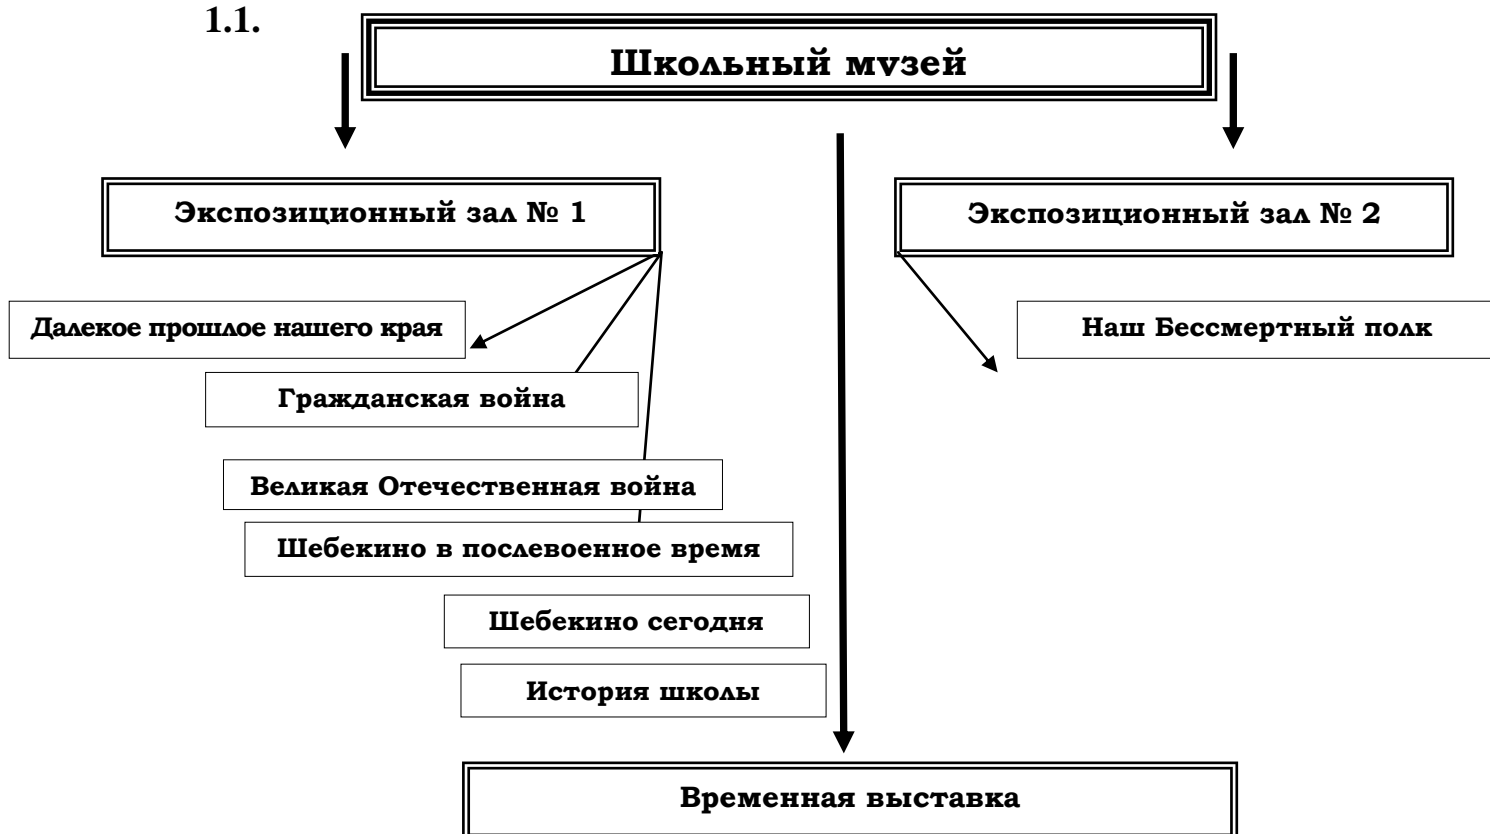 1.1.
Школьный музей
Экспозиционный зал № 1
Экспозиционный зал № 2
Далекое прошлое нашего края
Наш Бессмертный полк
Гражданская война
Великая Отечественная война
Шебекино в послевоенное время
Шебекино сегодня
История школы
Временная выставка